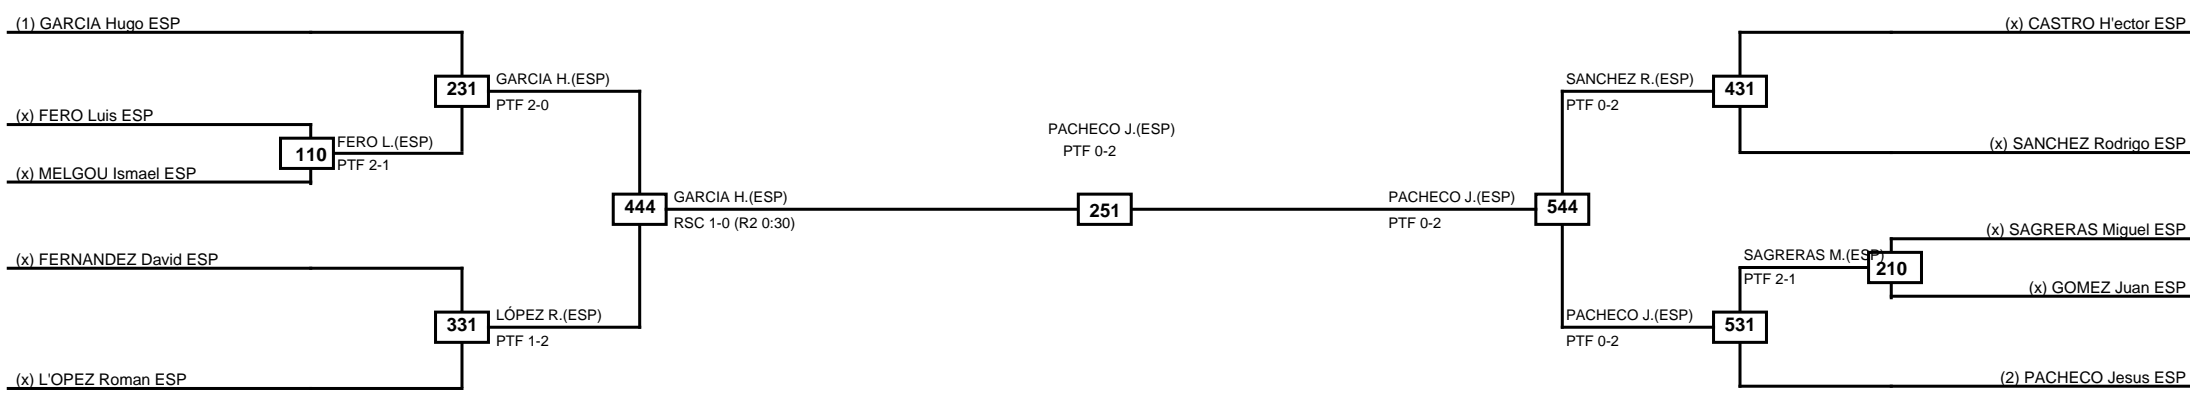 (1) GARCIA Hugo ESP
(x) FERO Luis ESP
(x) MELGOU Ismael ESP
(x) FERNANDEZ David ESP
(x) L'OPEZ Roman ESP
110
FERO L.(ESP)
PTF 2-1
231
GARCIA H.(ESP)
PTF 2-0
331
LÓPEZ R.(ESP)
PTF 1-2
444
GARCIA H.(ESP)
RSC 1-0 (R2 0:30)
PACHECO J.(ESP)
PTF 0-2
251
PACHECO J.(ESP)
PTF 0-2
544
SANCHEZ R.(ESP)
PTF 0-2
431
PACHECO J.(ESP)
PTF 0-2
531
SAGRERAS M.(ESP)
PTF 2-1
210
(x) CASTRO H'ector ESP
(x) SANCHEZ Rodrigo ESP
(x) SAGRERAS Miguel ESP
(x) GOMEZ Juan ESP
(2) PACHECO Jesus ESP